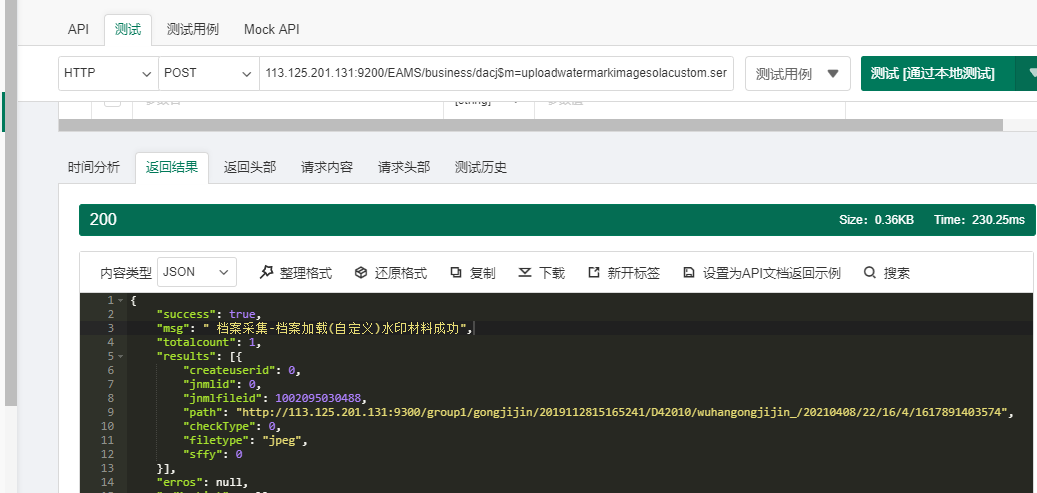 API 测试 测试用例 Mock API
HTTP POST 113.125.201.131:9200/EAMS/business/dacj$m=uploadwatermarkimagesolacustom.ser 测试用例 测试 [通过本地测试]
[string]
时间分析 返回结果 返回头部 请求内容 请求头部 测试历史
200 Size: 0.36KB Time: 230.25ms
内容类型 JSON 整理格式 还原格式 复制 下载 新开标签 设置为API文档返回示例 搜索
1 {
2 "success": true,
3 "msg": " 档案采集-档案加载(自定义)水印材料成功",
4 "totalcount": 1,
5 "results": [{
6 "createuserid": 0,
7 "jnmlid": 0,
8 "jnmlfileid": 1002095030488,
9 "path": "http://113.125.201.131:9300/group1/gongjijin/2019112815165241/D42010/wuhangongjijin_/20210408/22/16/4/1617891403574",
10 "checkType": 0,
11 "filetype": "jpeg",
12 "sffy": 0
13 }],
14 "erros": null,